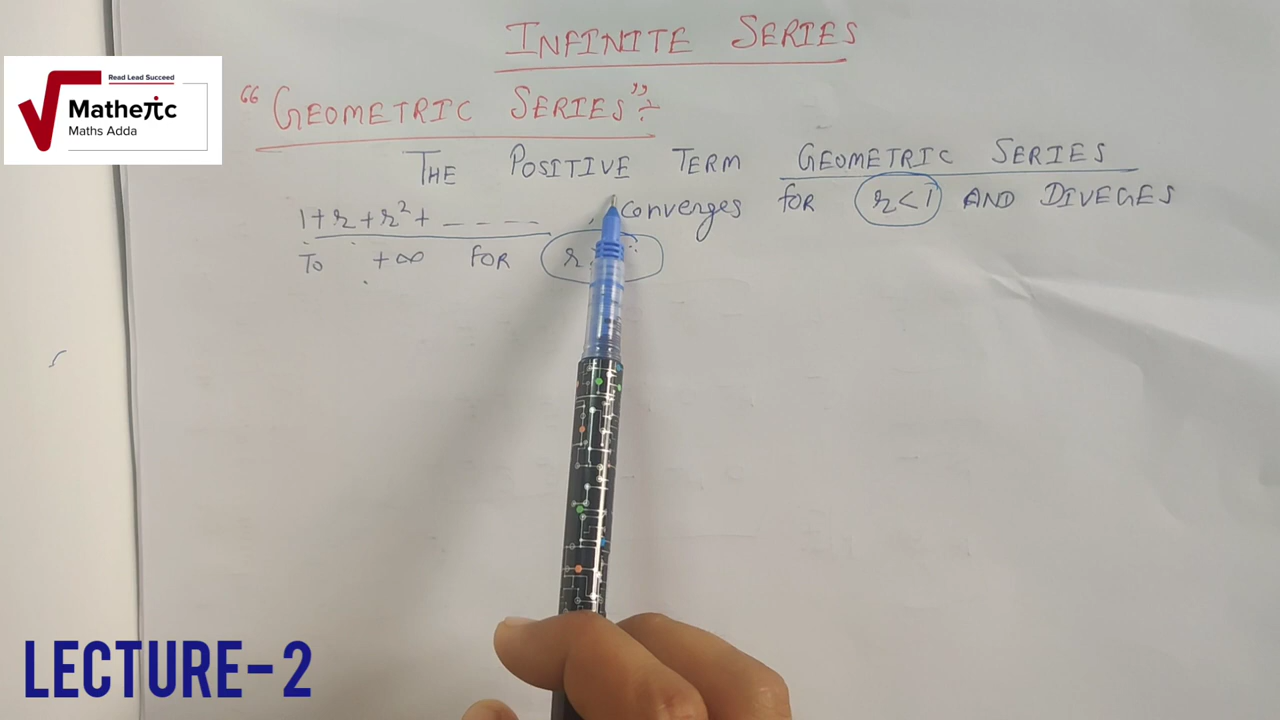 INFINITE SERIES
Read Lead Succeed
Matheπc
Maths Adda
“GEOMETRIC SERIES”:-
THE POSITIVE TERM GEOMETRIC SERIES
1+r+r²+ _ _ _ _ converges FOR r<1 AND DIVEGES
TO +∞ FOR r
LECTURE-2